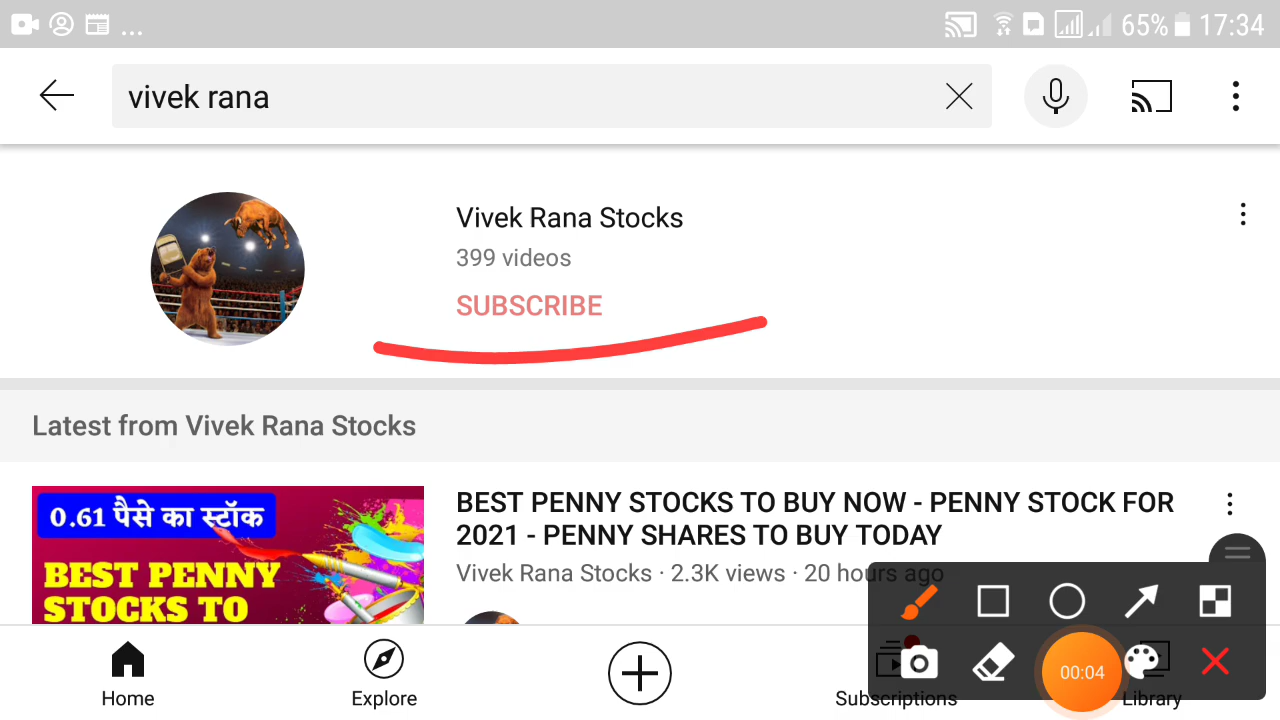 ... 65% 17:34
vivek rana
Vivek Rana Stocks
399 videos
SUBSCRIBE
Latest from Vivek Rana Stocks
0.61 पैसे का स्टॉक
BEST PENNY
STOCKS TO
BEST PENNY STOCKS TO BUY NOW - PENNY STOCK FOR
2021 - PENNY SHARES TO BUY TODAY
Vivek Rana Stocks · 2.3K views · 20 hours ago
00:04
Home Explore Subscriptions Library